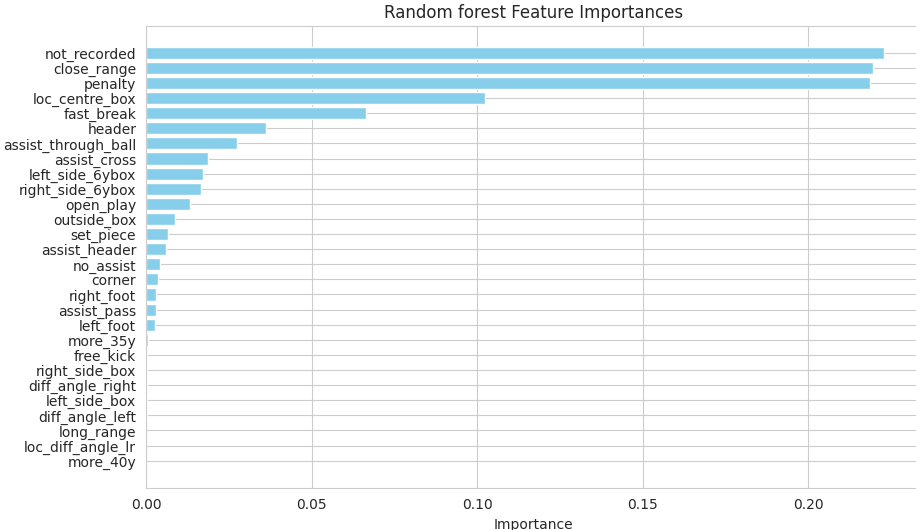 Random forest Feature Importances
not_recorded
close_range
penalty
loc_centre_box
fast_break
header
assist_through_ball
assist_cross
left_side_6ybox
right_side_6ybox
open_play
outside_box
set_piece
assist_header
no_assist
corner
right_foot
assist_pass
left_foot
more_35y
free_kick
right_side_box
diff_angle_right
left_side_box
diff_angle_left
long_range
loc_diff_angle_lr
more_40y
0.00 0.05 0.10 0.15 0.20
Importance